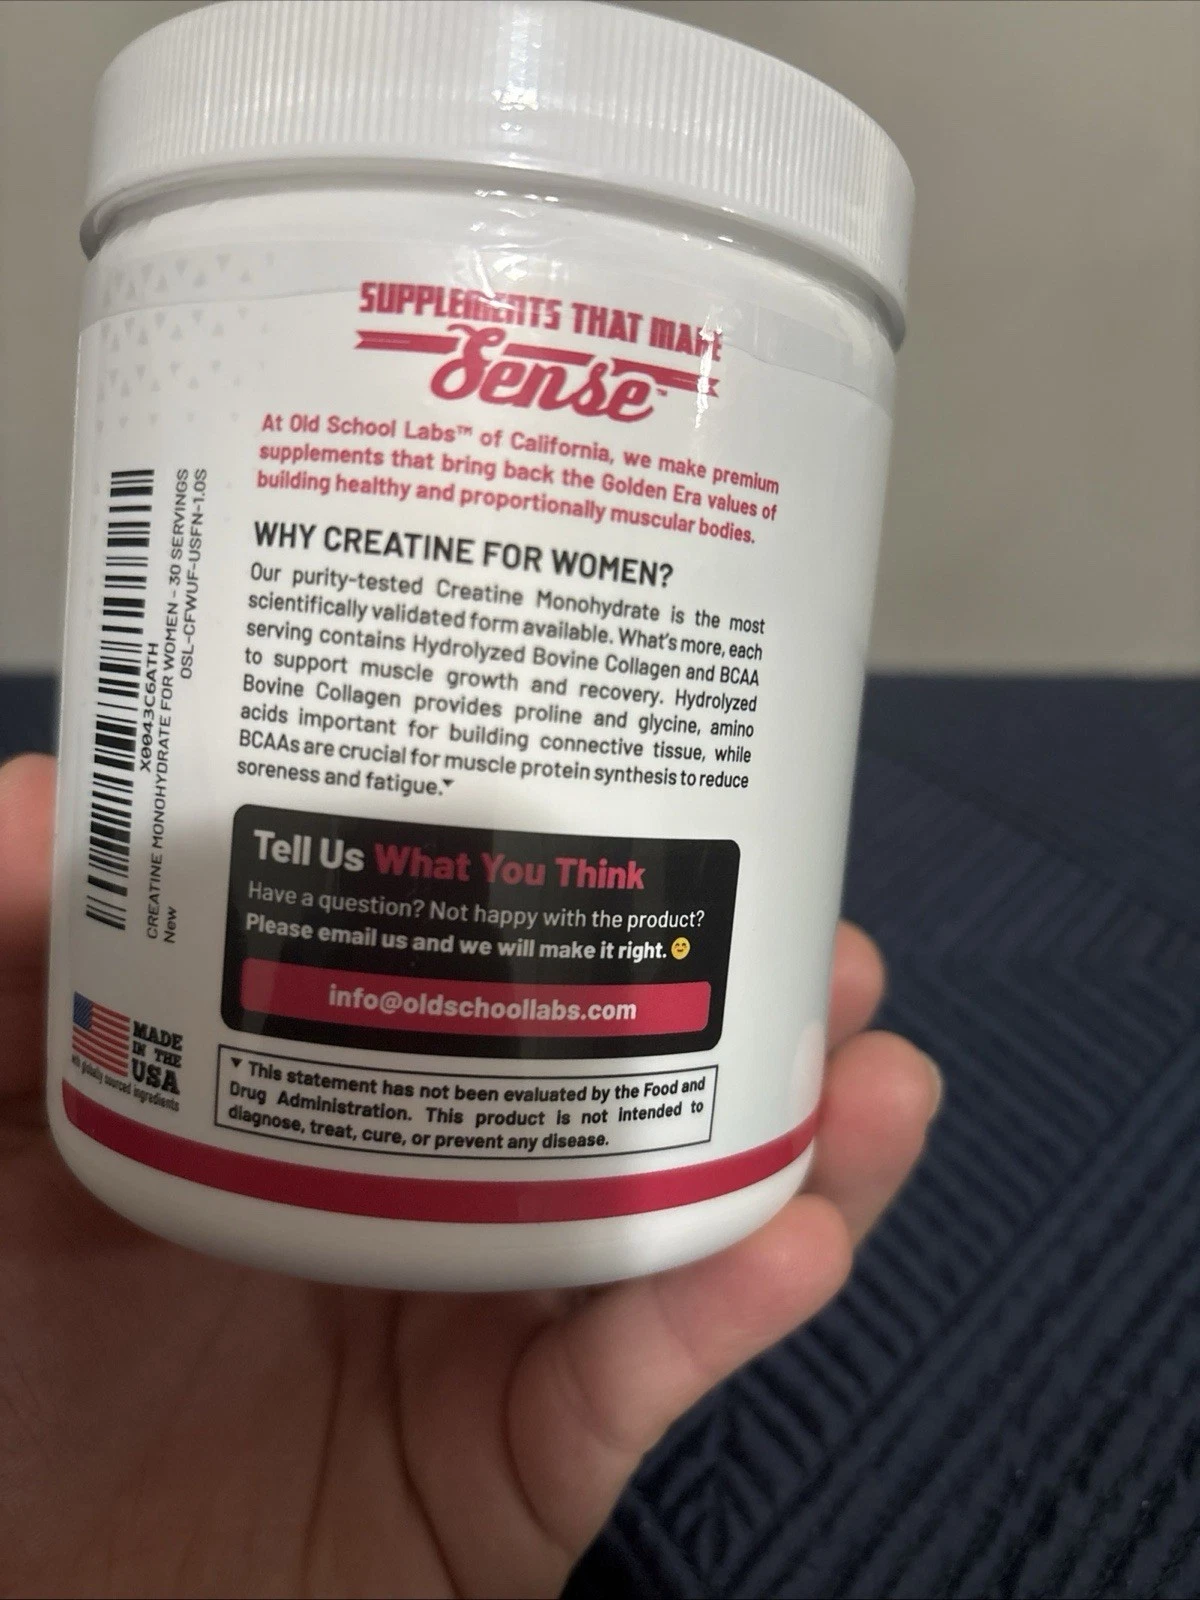 SUPPLEMENTS THAT MAKE
Sense™
At Old School Labs™ of California, we make premium
supplements that bring back the Golden Era values of
building healthy and proportionally muscular bodies.
WHY CREATINE FOR WOMEN?
Our purity-tested Creatine Monohydrate is the most
scientifically validated form available. What's more, each
serving contains Hydrolyzed Bovine Collagen and BCAA
to support muscle growth and recovery. Hydrolyzed
Bovine Collagen provides proline and glycine, amino
acids important for building connective tissue, while
BCAAs are crucial for muscle protein synthesis to reduce
soreness and fatigue.▼
Tell Us What You Think
Have a question? Not happy with the product?
Please email us and we will make it right. 😊
info@oldschoollabs.com
▼ This statement has not been evaluated by the Food and
Drug Administration. This product is not intended to
diagnose, treat, cure, or prevent any disease.
X0043C6ATH
CREATINE MONOHYDRATE FOR WOMEN - 30 SERVINGS
OSL-CFWUF-USFN-1.0S
New
MADE
IN THE
USA
with globally sourced ingredients